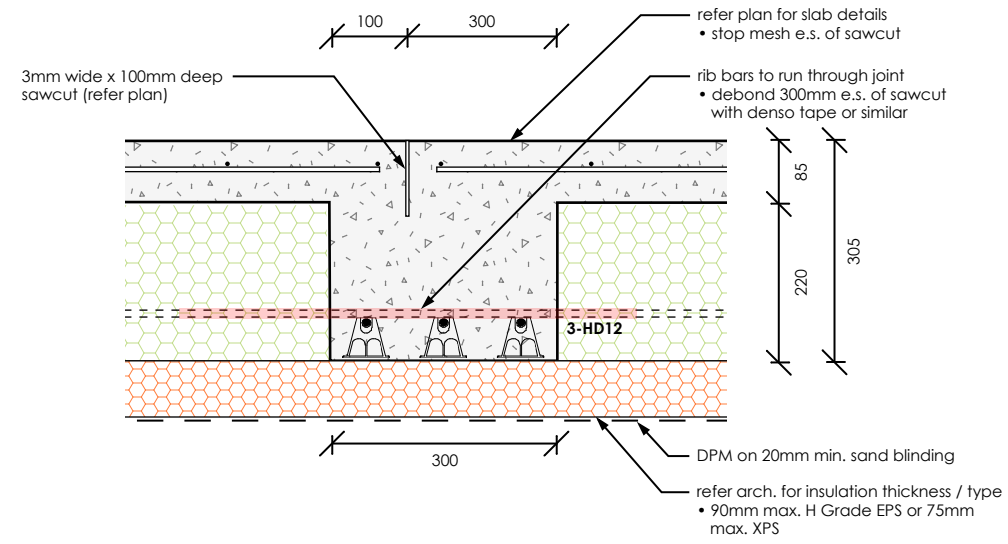 100
300
refer plan for slab details
• stop mesh e.s. of sawcut
3mm wide x 100mm deep
sawcut (refer plan)
rib bars to run through joint
• debond 300mm e.s. of sawcut
with denso tape or similar
85
220
305
3-HD12
300
DPM on 20mm min. sand blinding
refer arch. for insulation thickness / type
• 90mm max. H Grade EPS or 75mm
max. XPS